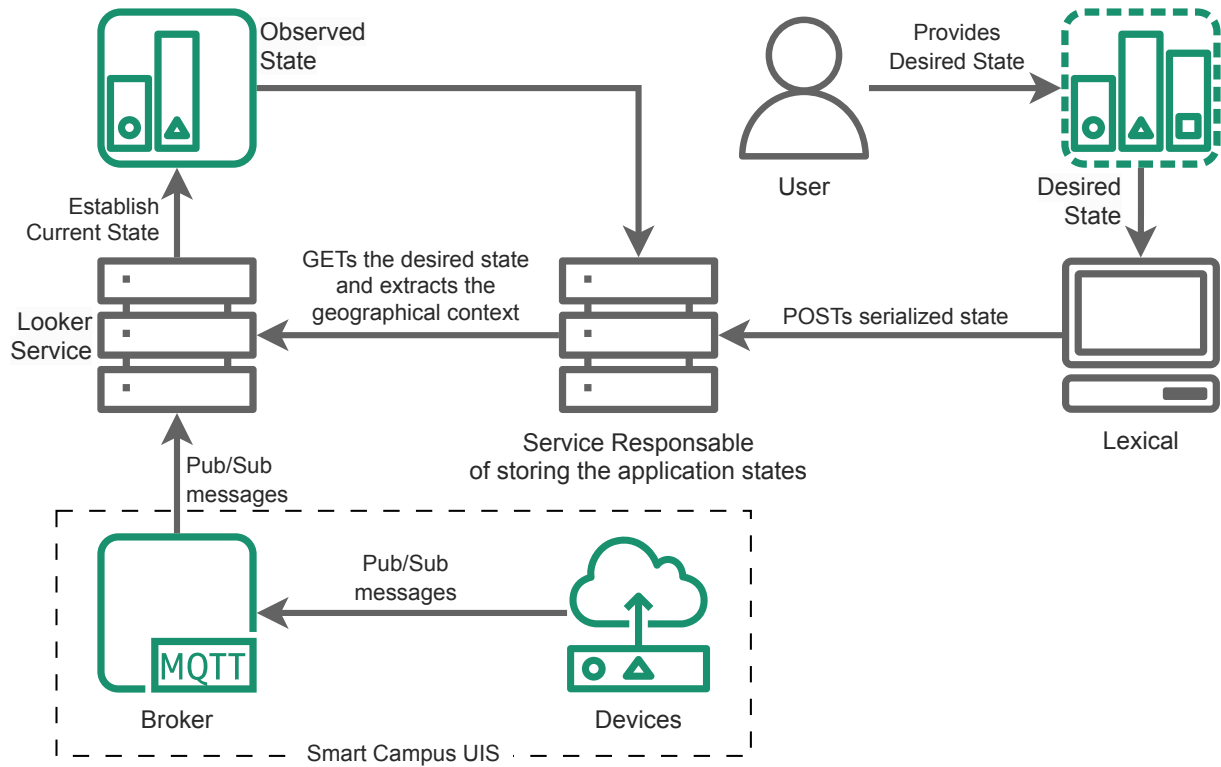 Observed
State
Provides
Desired State
User
Desired
State
Establish
Current State
GETs the desired state
and extracts the
geographical context
POSTs serialized state
Looker
Service
Service Responsable
of storing the application states
Lexical
Pub/Sub
messages
Pub/Sub
messages
MQTT
Broker
Devices
Smart Campus UIS